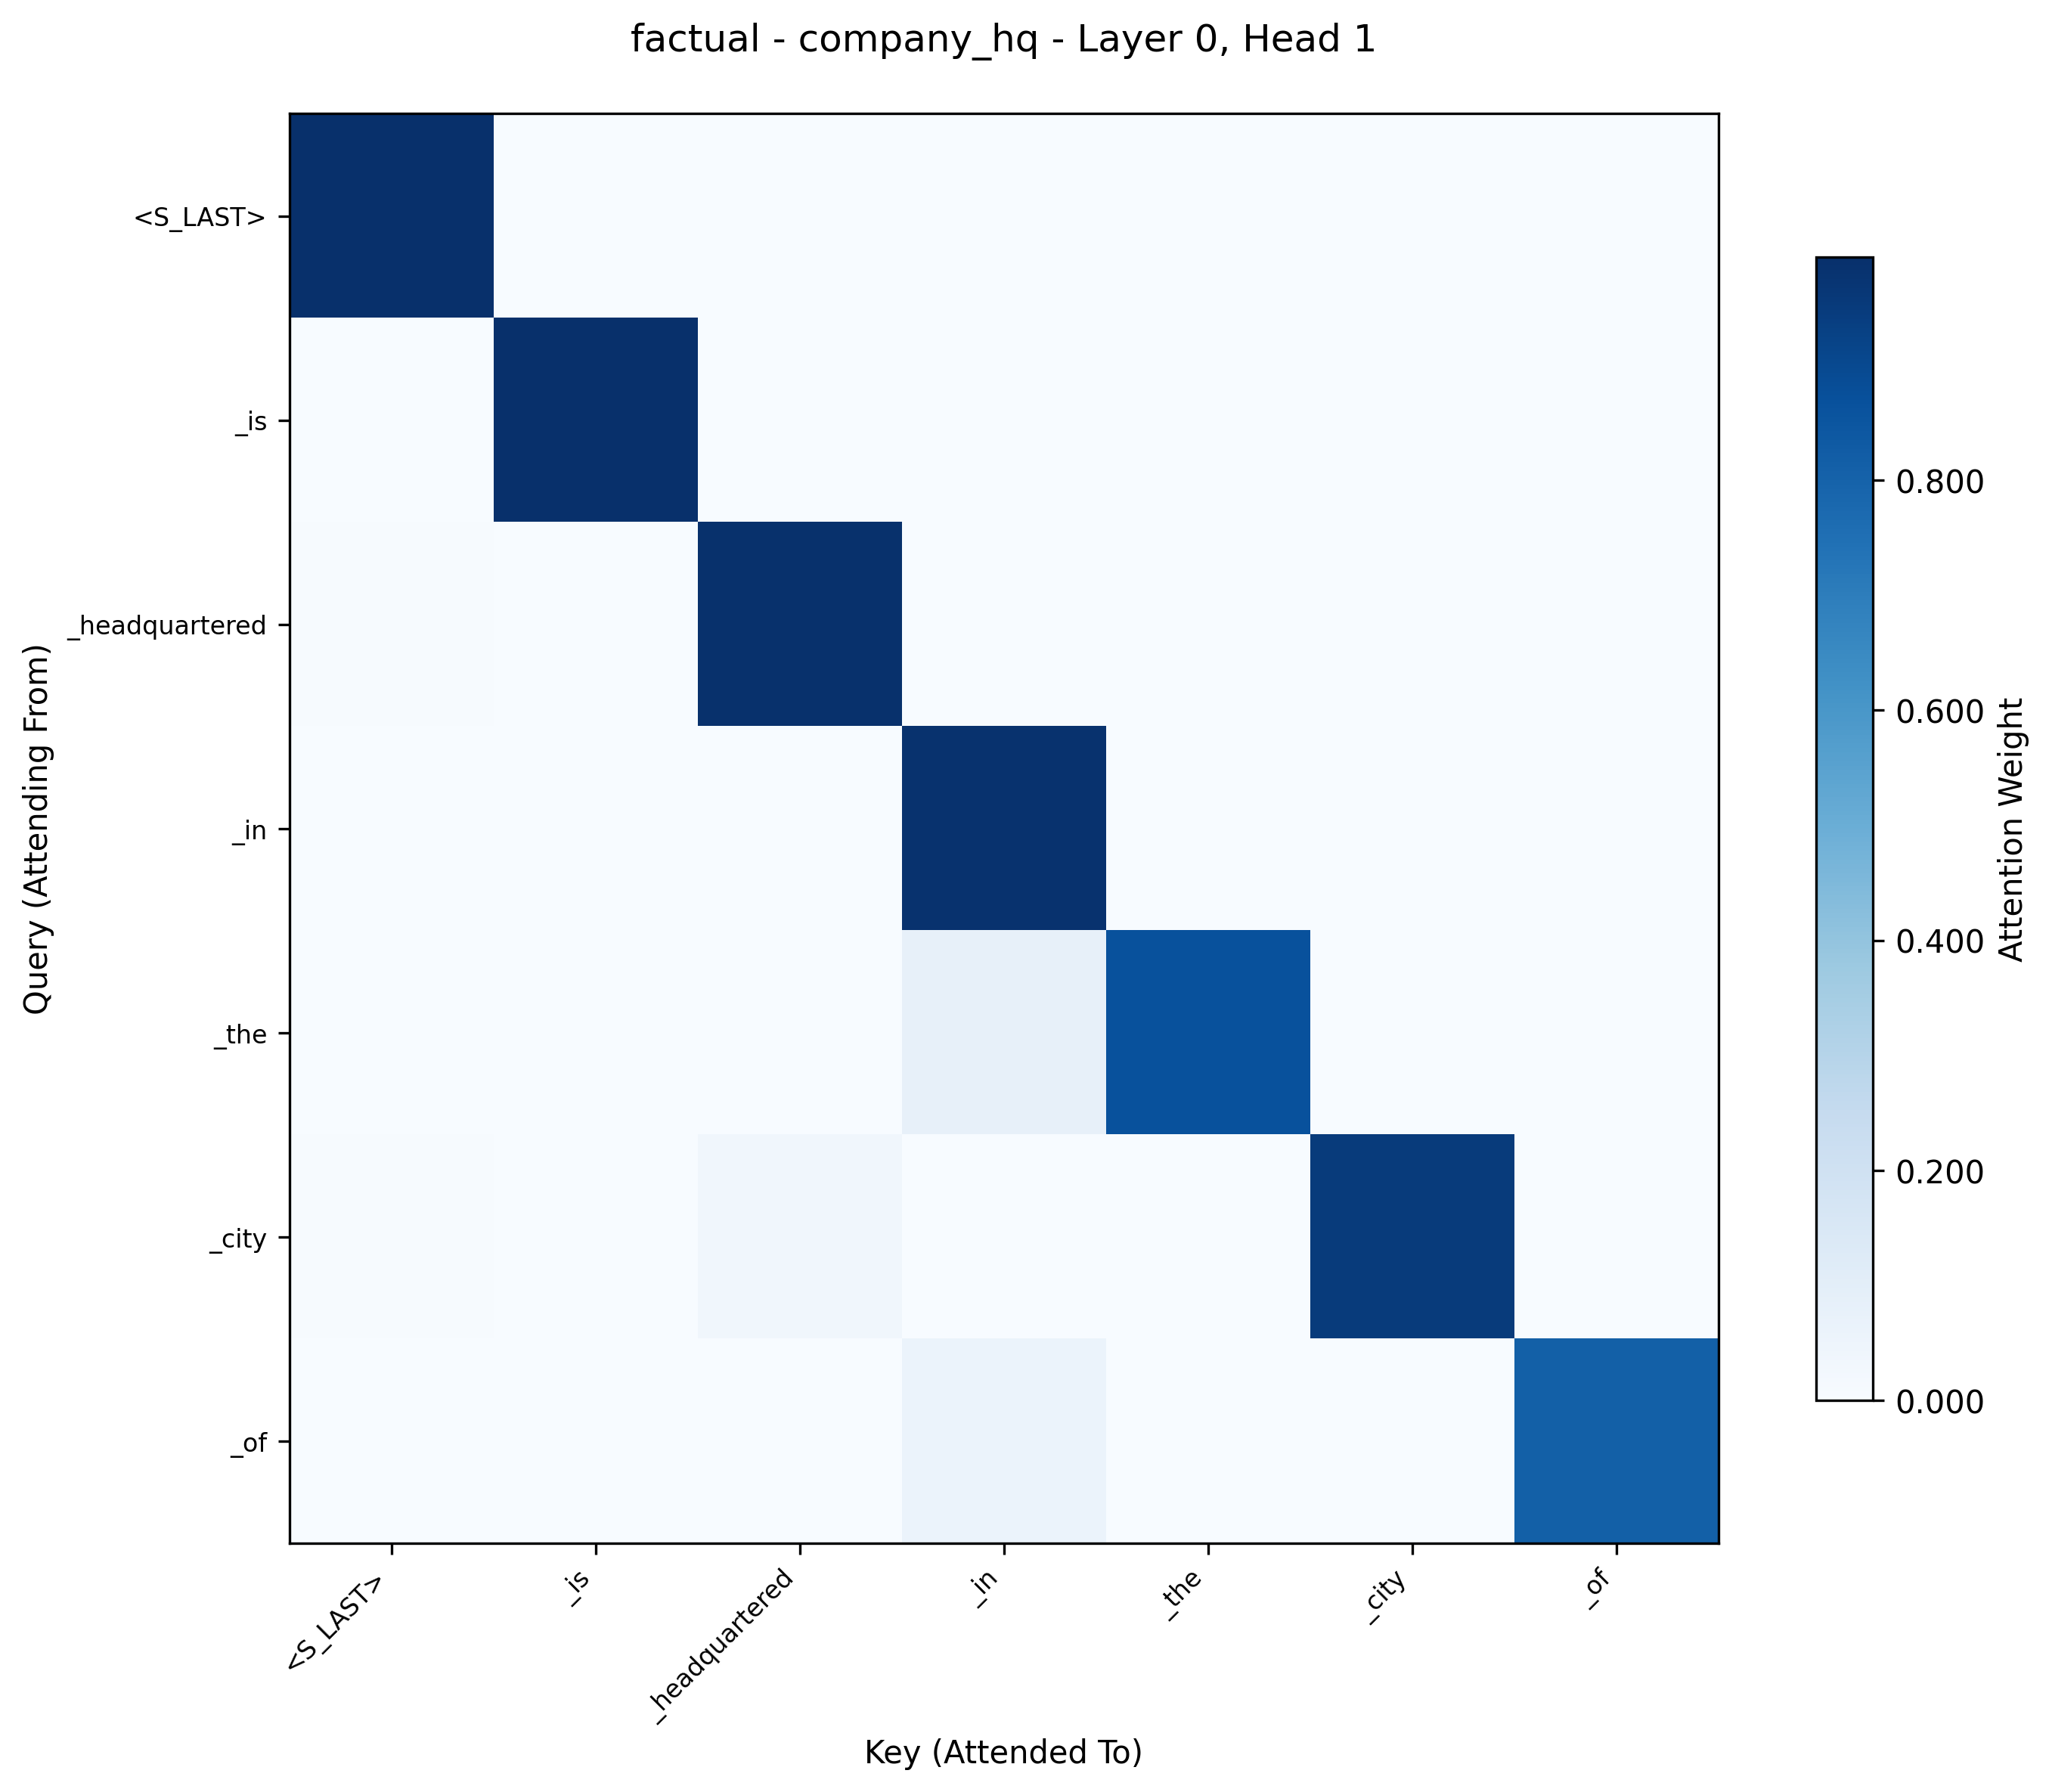 factual - company_hq - Layer 0, Head 1
Query (Attending From)
<S_LAST>
_is
_headquartered
_in
_the
_city
_of
<S_LAST>
_is
_headquartered
_in
_the
_city
_of
Key (Attended To)
0.800
0.600
0.400
0.200
0.000
Attention Weight